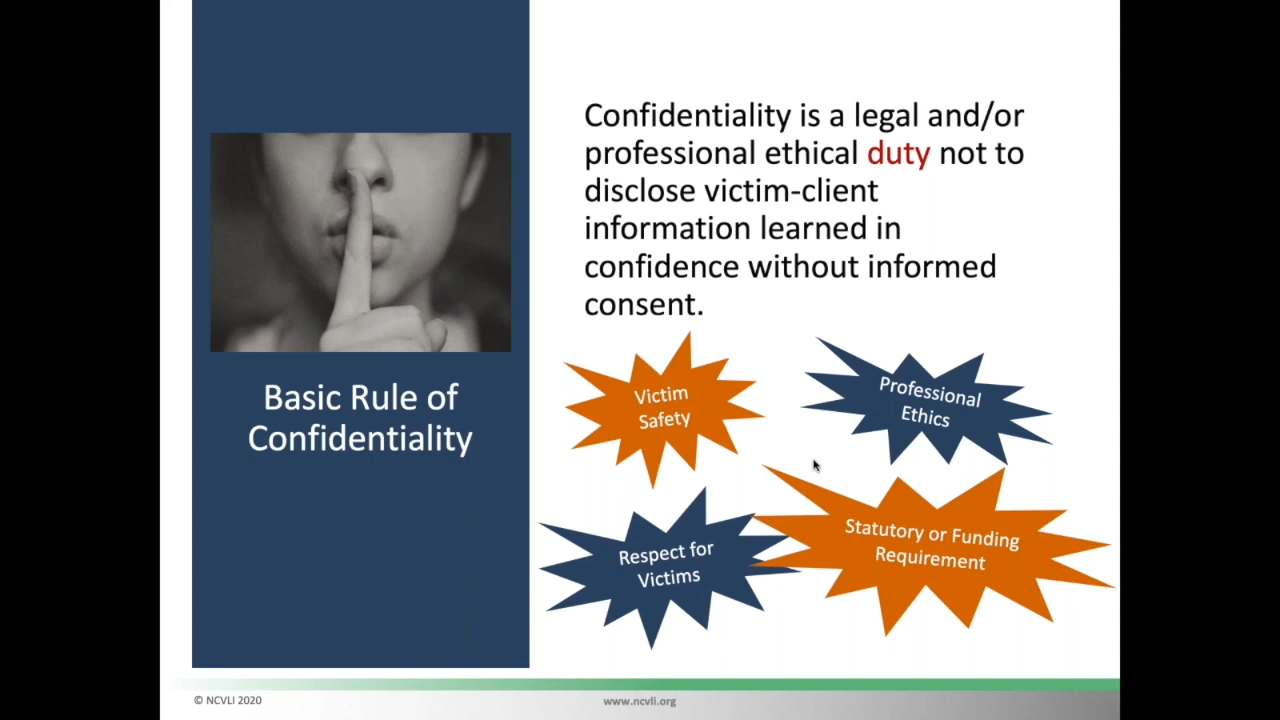 Basic Rule of
Confidentiality
Confidentiality is a legal and/or
professional ethical duty not to
disclose victim-client
information learned in
confidence without informed
consent.
Victim
Safety
Professional
Ethics
Respect for
Victims
Statutory or Funding
Requirement
© NCVLI 2020
www.ncvli.org